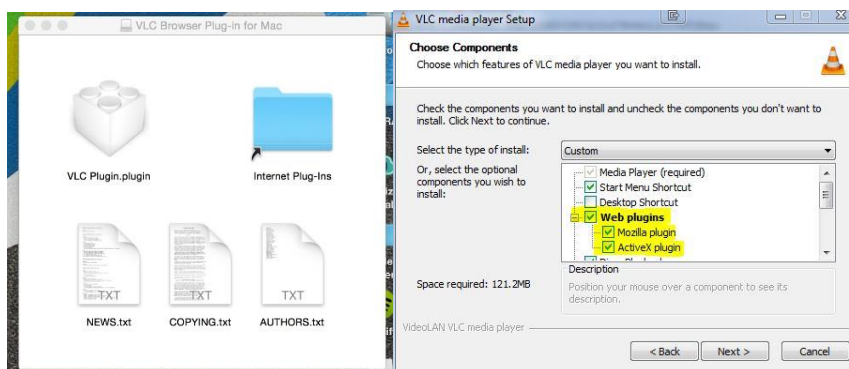 VLC Browser Plug-in for Mac
VLC Plugin.plugin
Internet Plug-Ins
TXT
TXT
TXT
NEWS.txt
COPYING.txt
AUTHORS.txt
VLC media player Setup
Choose Components
Choose which features of VLC media player you want to install.
Check the components you want to install and uncheck the components you don't want to
install. Click Next to continue.
Select the type of install:
Custom
Or, select the optional
components you wish to
install:
Media Player (required)
Start Menu Shortcut
Desktop Shortcut
Web plugins
Mozilla plugin
ActiveX plugin
Space required: 121.2MB
Description
Position your mouse over a component to see its
description.
VideoLAN VLC media player
< Back
Next >
Cancel